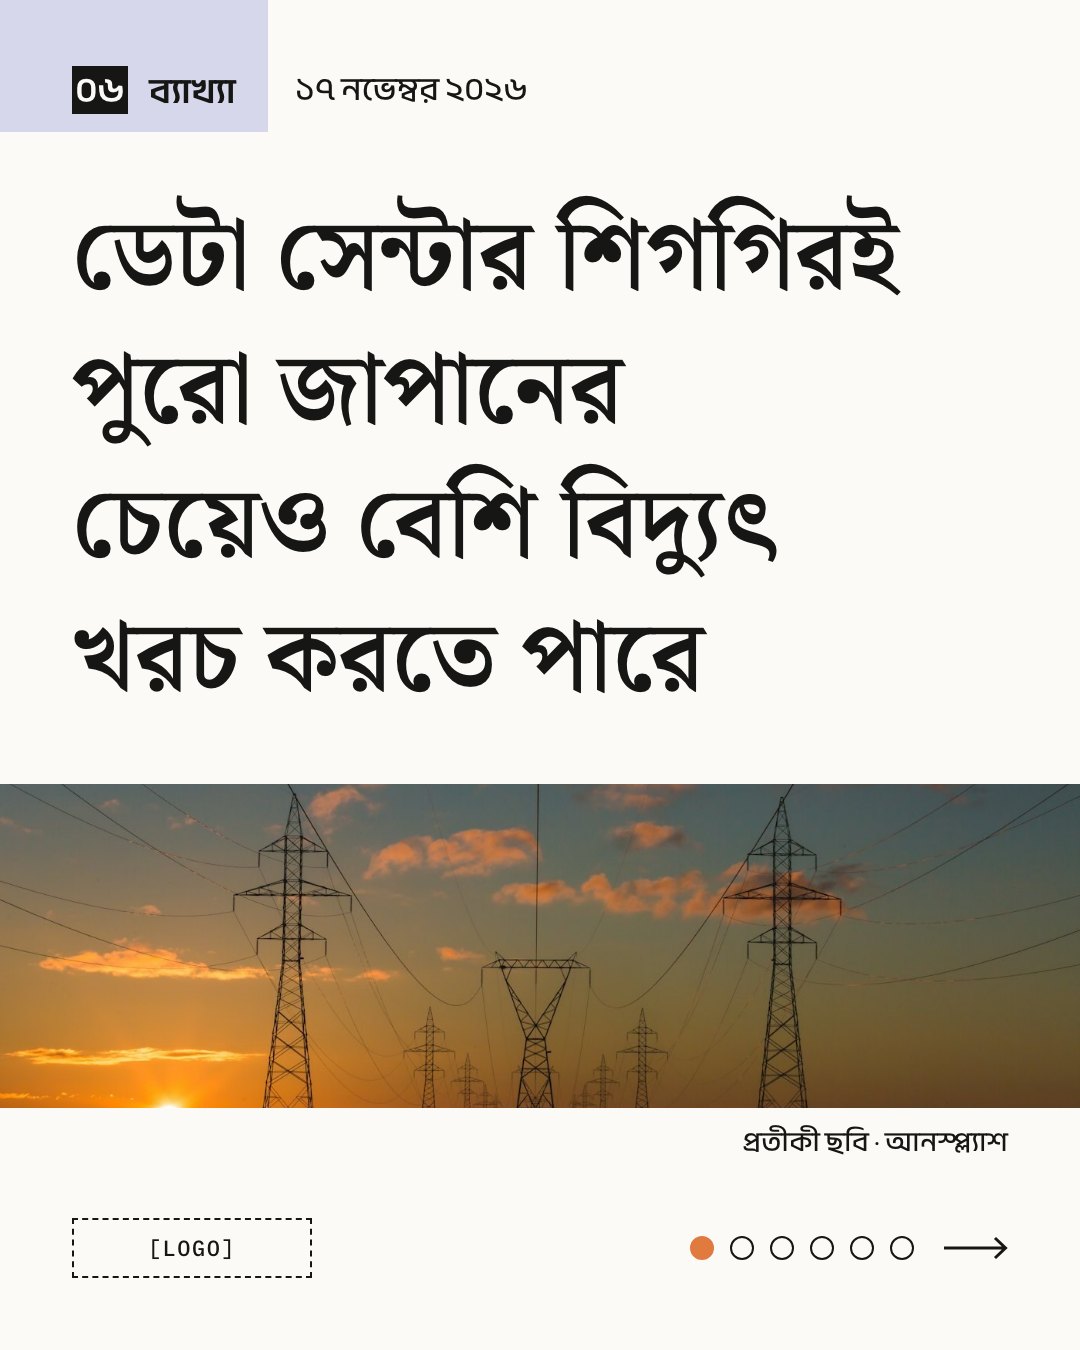 ০৬ ব্যাখ্যা ১৭ নভেম্বর ২০২৬
ডেটা সেন্টার শিগগিরই
পুরো জাপানের
চেয়েও বেশি বিদ্যুৎ
খরচ করতে পারে
প্রতীকী ছবি · আনস্প্ল্যাশ
[LOGO]